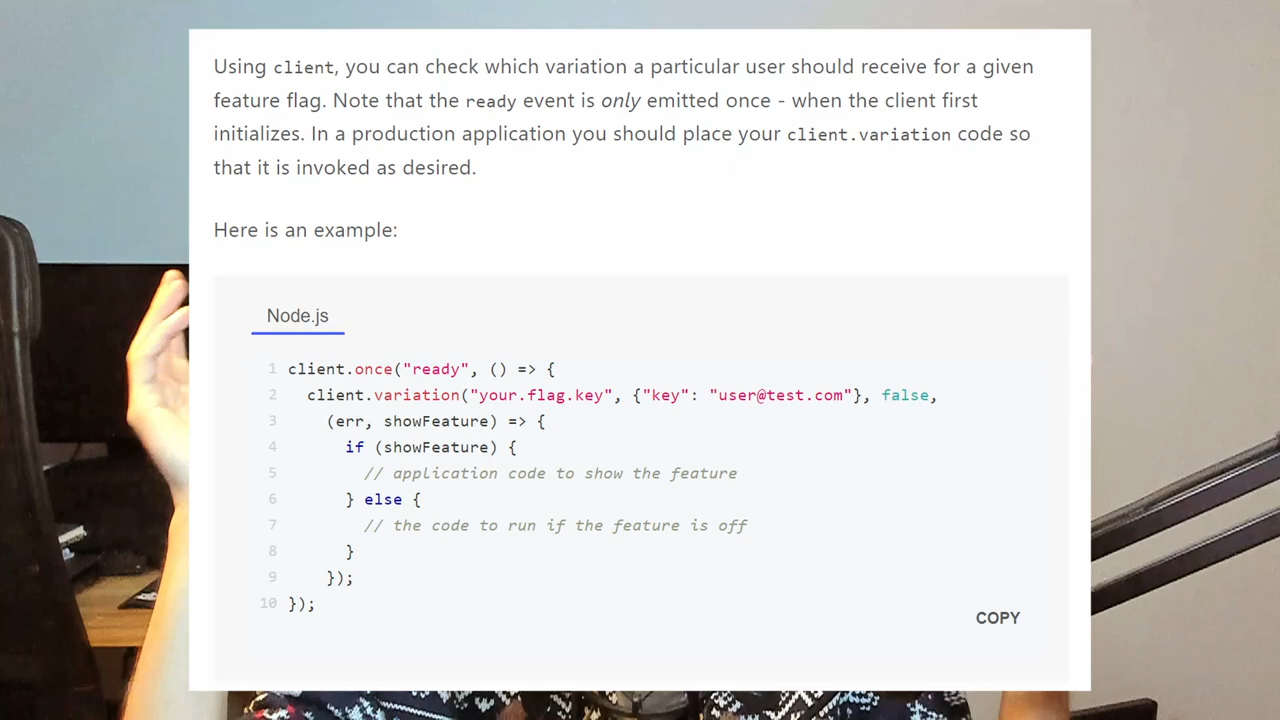 Using client, you can check which variation a particular user should receive for a given
feature flag. Note that the ready event is only emitted once - when the client first
initializes. In a production application you should place your client.variation code so
that it is invoked as desired.
Here is an example:
Node.js
1 client.once("ready", () => {
2 client.variation("your.flag.key", {"key": "user@test.com"}, false,
3 (err, showFeature) => {
4 if (showFeature) {
5 // application code to show the feature
6 } else {
7 // the code to run if the feature is off
8 }
9 });
10 });
COPY